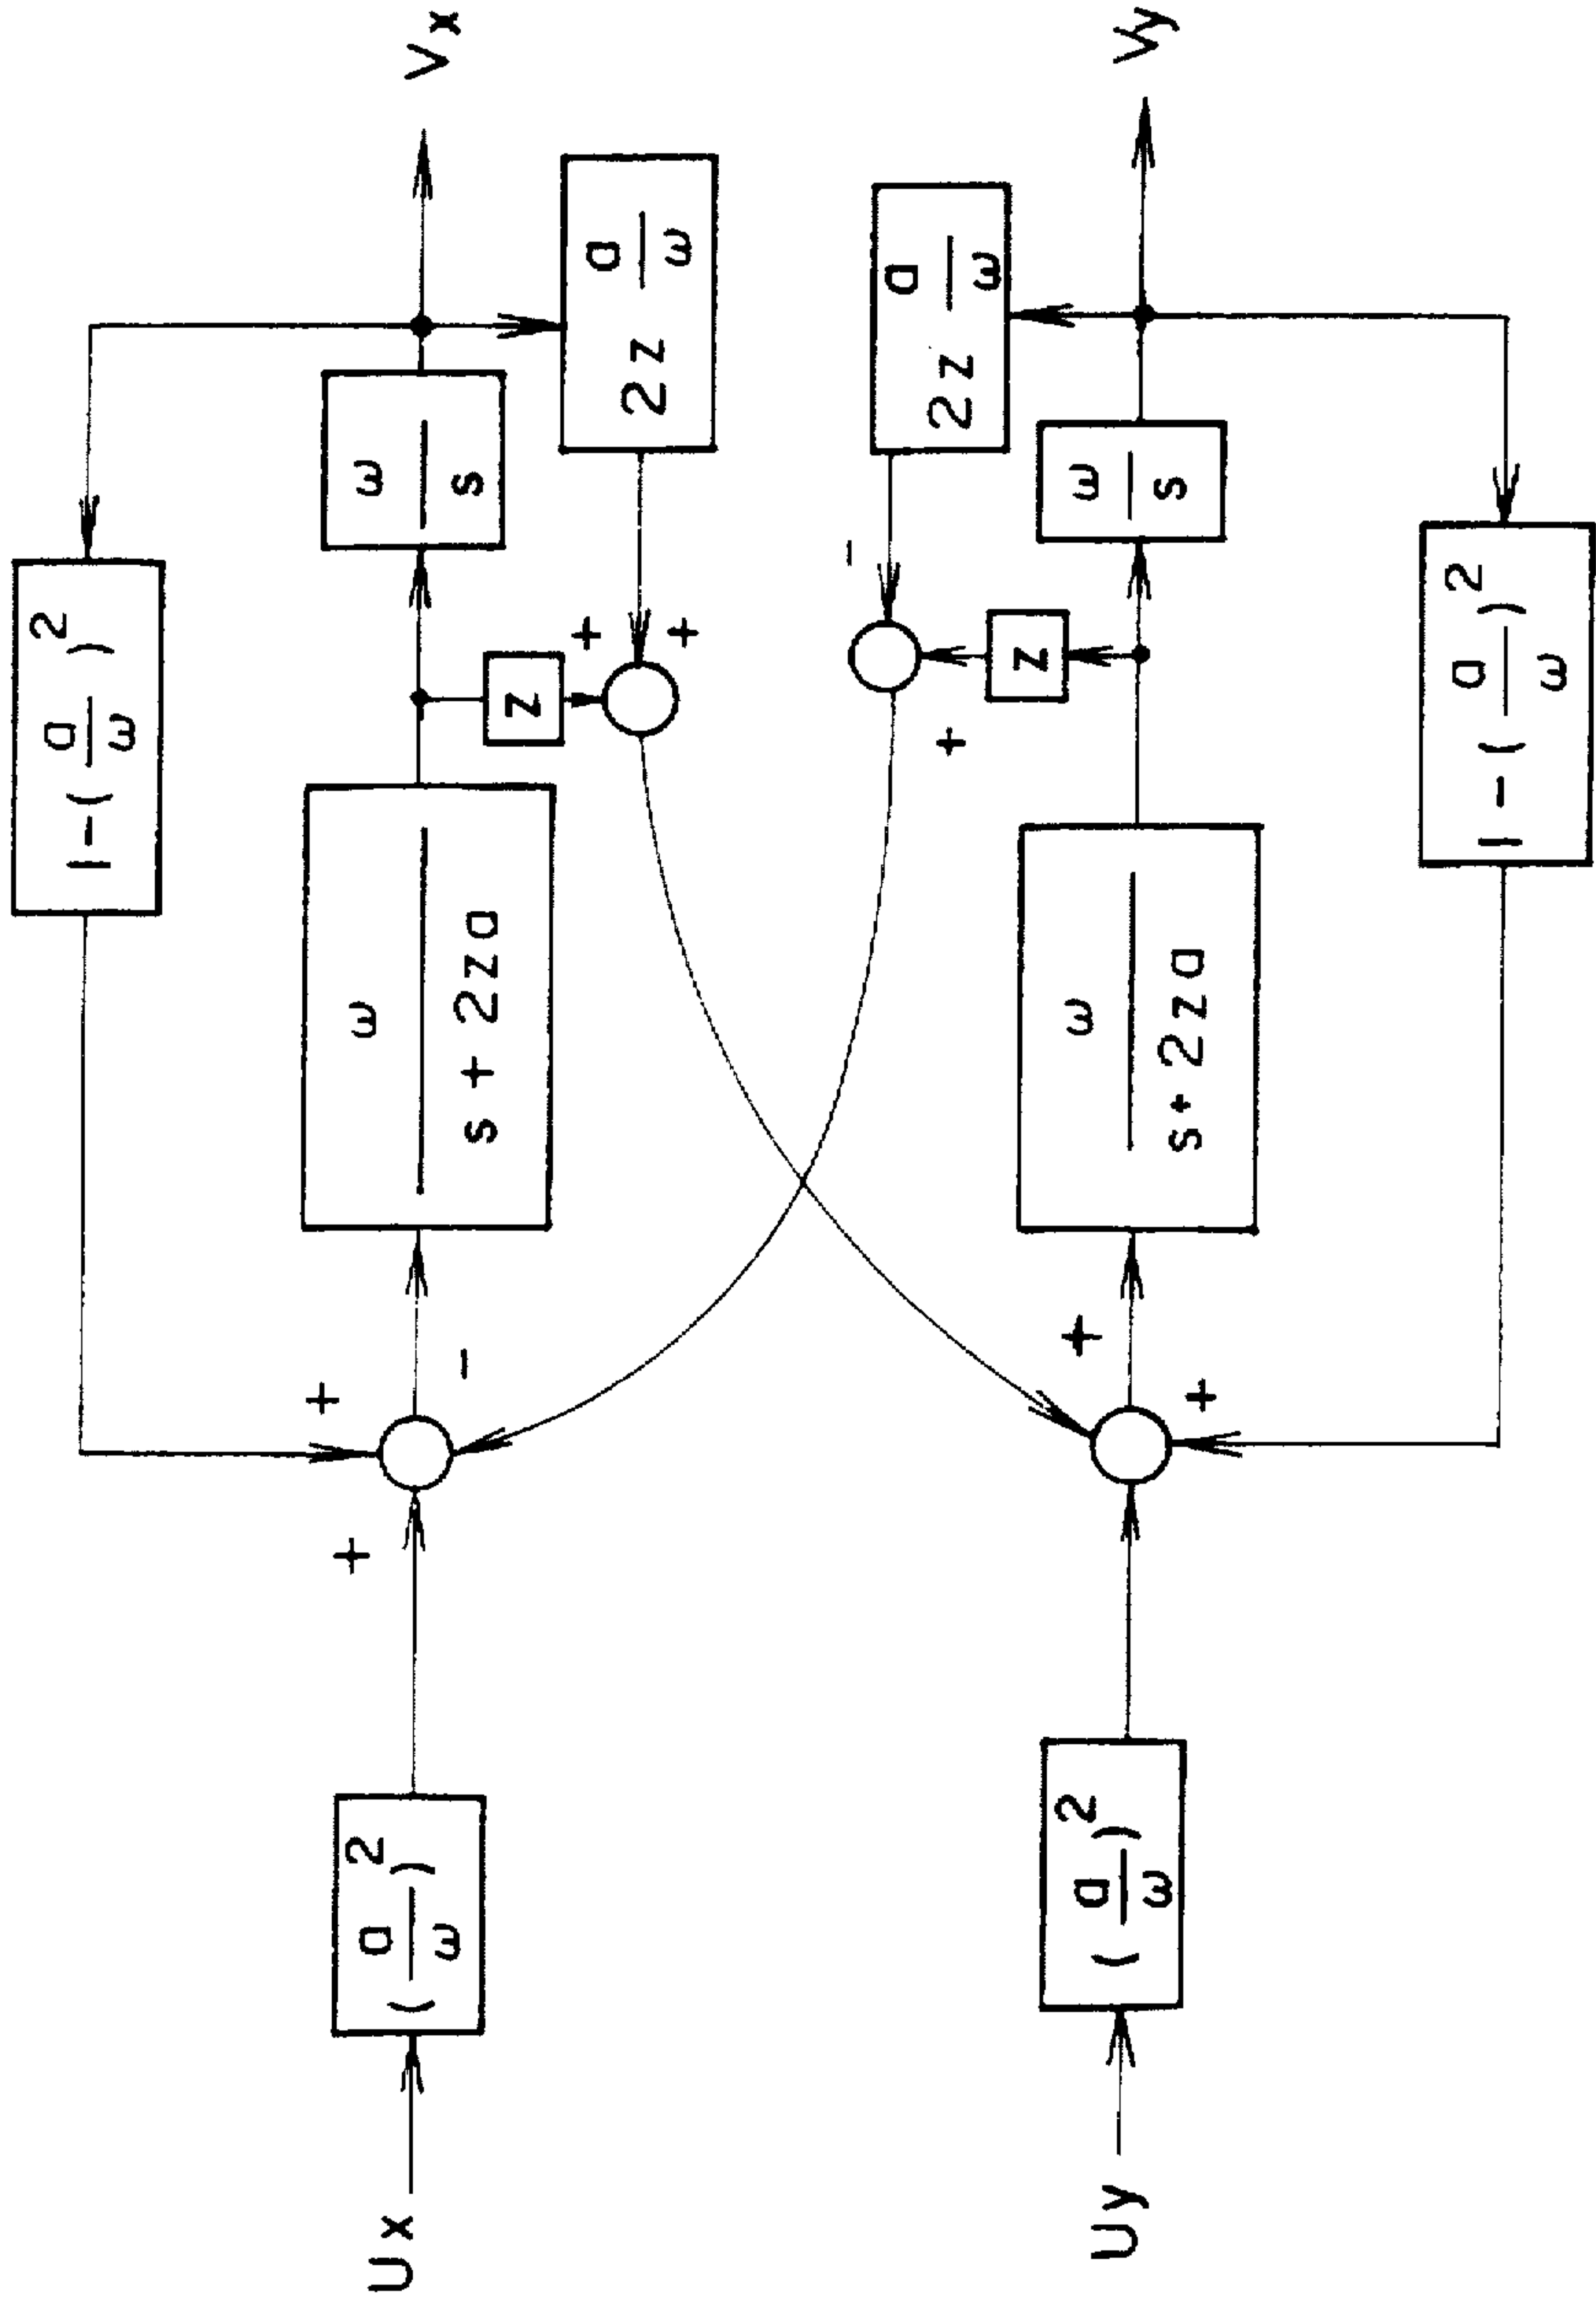 1-(a/ω)²
Ux
(a/ω)²
+
+
-
ω/s+2za
ω/s
Vx
z
+
+
2z a/ω
2z a/ω
-
+
z
Uy
(a/ω)²
+
+
ω/s+2za
ω/s
Vy
1-(a/ω)²